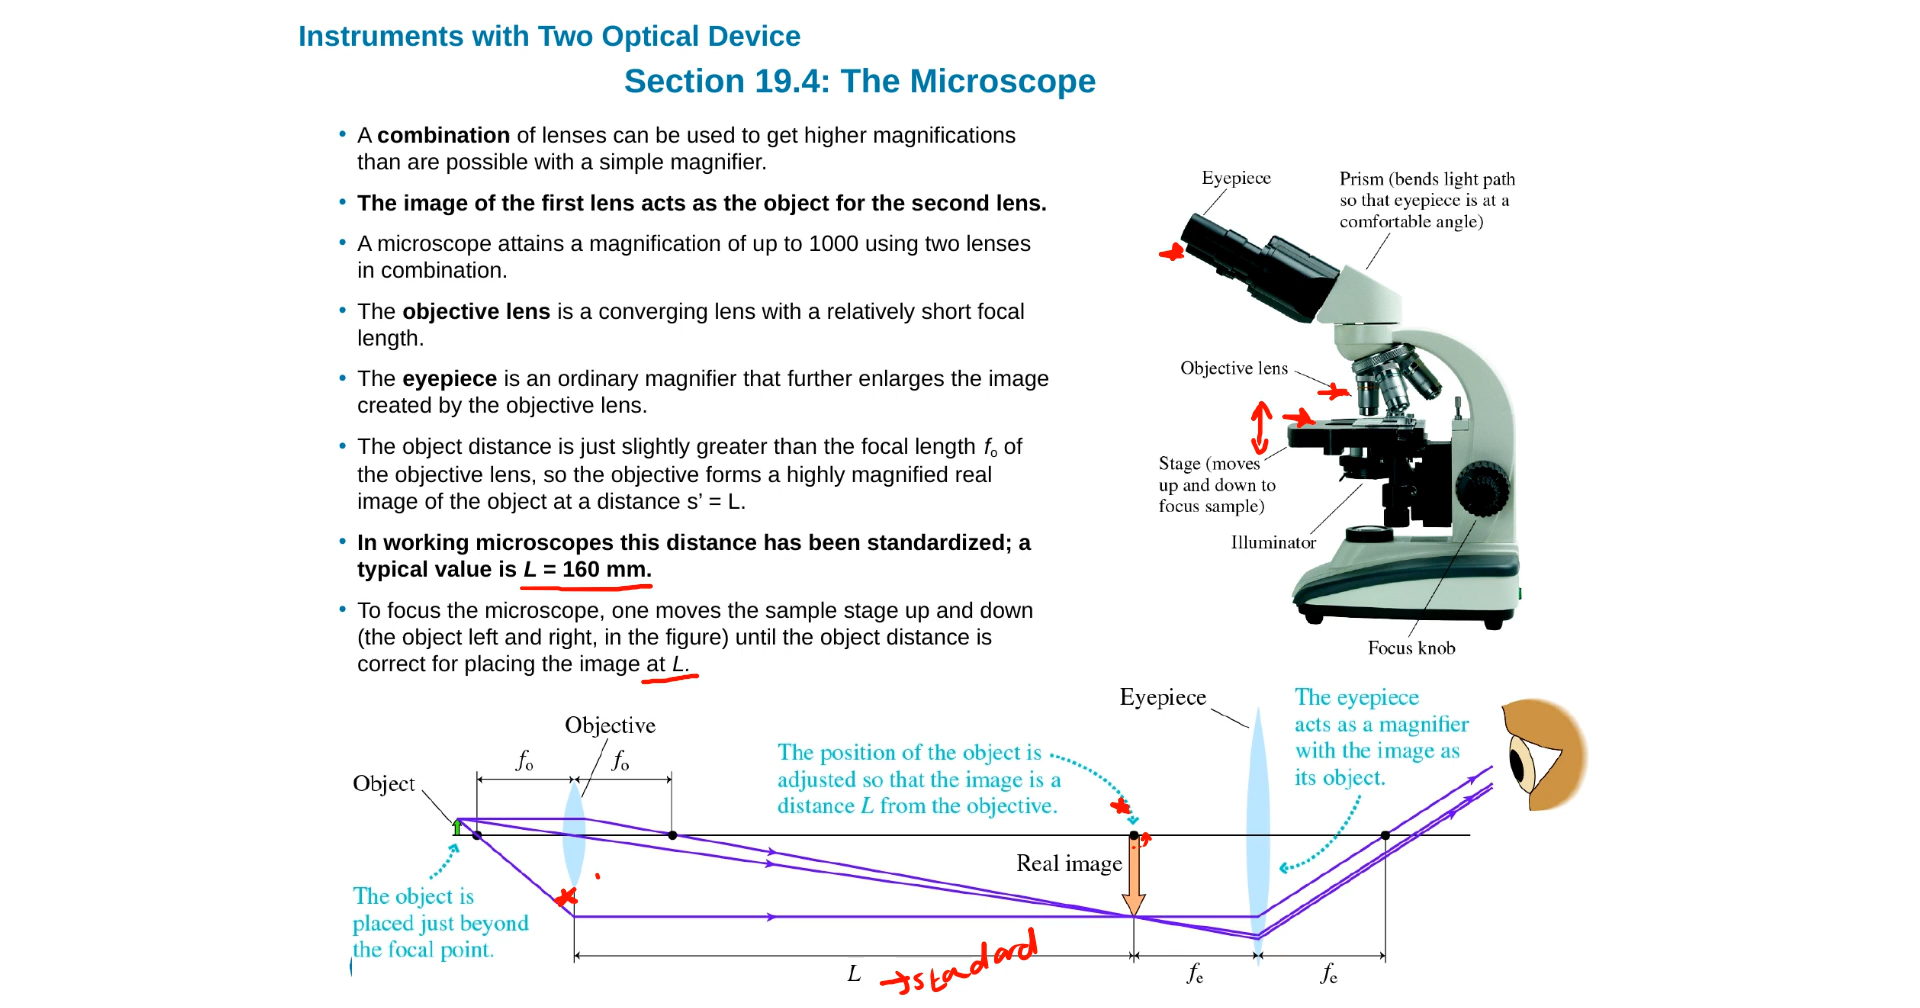 Instruments with Two Optical Device
Section 19.4: The Microscope
• A combination of lenses can be used to get higher magnifications
than are possible with a simple magnifier.
• The image of the first lens acts as the object for the second lens.
• A microscope attains a magnification of up to 1000 using two lenses
in combination.
• The objective lens is a converging lens with a relatively short focal
length.
• The eyepiece is an ordinary magnifier that further enlarges the image
created by the objective lens.
• The object distance is just slightly greater than the focal length fo of
the objective lens, so the objective forms a highly magnified real
image of the object at a distance s’ = L.
• In working microscopes this distance has been standardized; a
typical value is L = 160 mm.
• To focus the microscope, one moves the sample stage up and down
(the object left and right, in the figure) until the object distance is
correct for placing the image at L.
Eyepiece
Prism (bends light path
so that eyepiece is at a
comfortable angle)
Objective lens
Stage (moves
up and down to
focus sample)
Illuminator
Focus knob
Object
fo
Objective
fo
The object is
placed just beyond
the focal point.
The position of the object is
adjusted so that the image is a
distance L from the objective.
Real image
Eyepiece
The eyepiece
acts as a magnifier
with the image as
its object.
L
→ standard
fe
fe